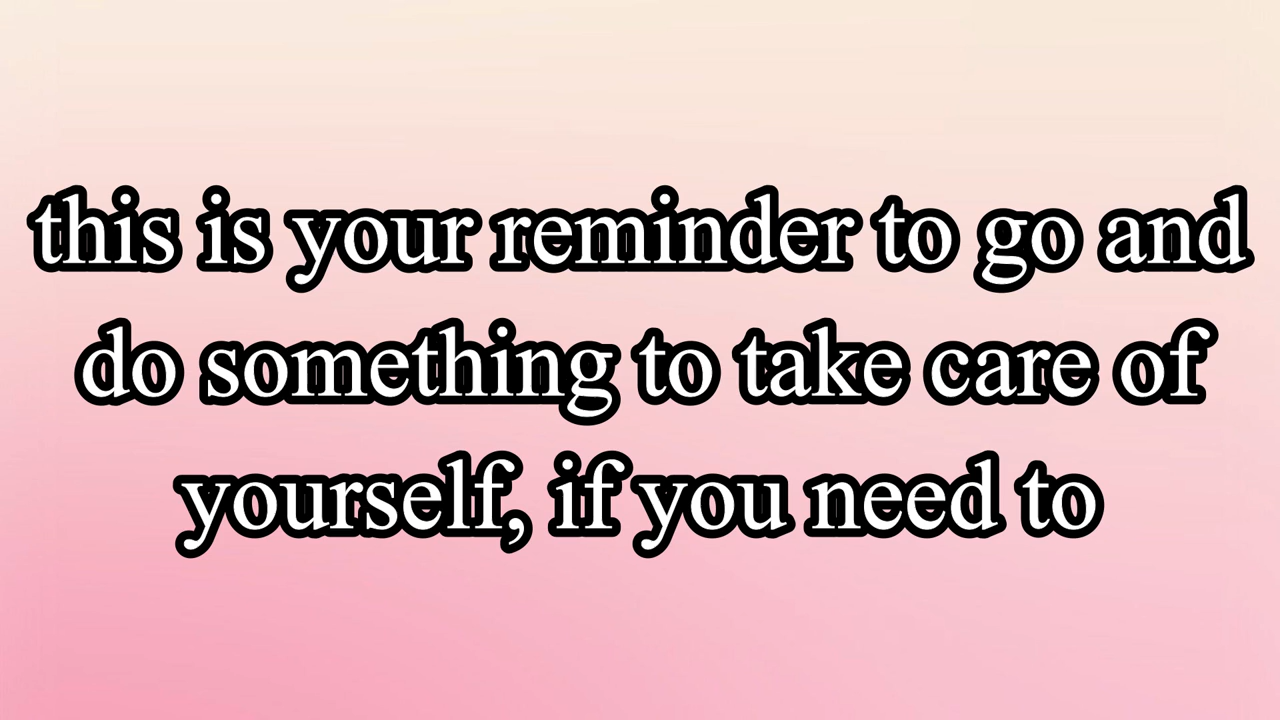 this is your reminder to go and
do something to take care of
yourself, if you need to